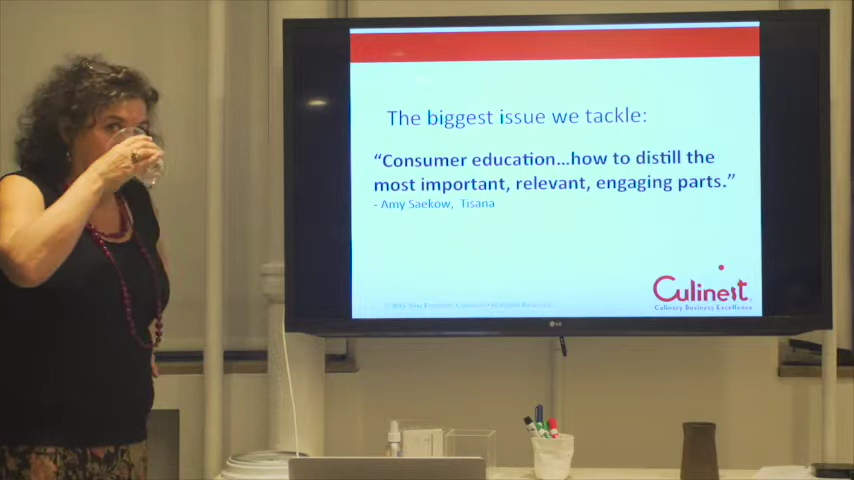 The biggest issue we tackle:
“Consumer education...how to distill the
most important, relevant, engaging parts.”
- Amy Saekow, Tisana
Culinest
Culinary Business Excellence
LG